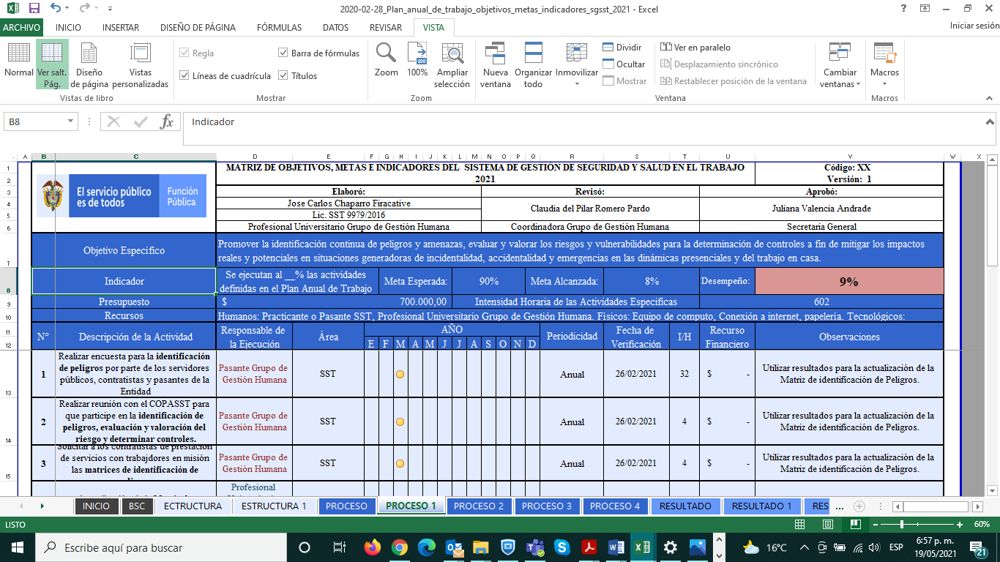 2020-02-28_Plan_anual_de_trabajo_objetivos_metas_indicadores_sgsst_2021 - Excel
ARCHIVO INICIO INSERTAR DISEÑO DE PÁGINA FÓRMULAS DATOS REVISAR VISTA Iniciar sesión
Normal
Ver salt. Pág.
Diseño de página
Vistas personalizadas
Vistas de libro
Regla
Barra de fórmulas
Líneas de cuadrícula
Títulos
Mostrar
Zoom
100%
Ampliar selección
Zoom
Nueva ventana
Organizar todo
Inmovilizar
Dividir
Ocultar
Mostrar
Ver en paralelo
Desplazamiento sincrónico
Restablecer posición de la ventana
Ventana
Cambiar ventanas
Macros
Macros
B8
Indicador
A B C D E F G H I J K L M N O P Q R S T U V W X
1 2 3 4 5 6 7 8 9 10 11 12 13 14 15
El servicio público
es de todos
Función
Pública
MATRIZ DE OBJETIVOS, METAS E INDICADORES DEL SISTEMA DE GESTIÓN DE SEGURIDAD Y SALUD EN EL TRABAJO
2021
Código: XX
Versión: 1
Elaboró: Revisó: Aprobó:
Jose Carlos Chaparro Firacative
Lic. SST 9979/2016
Claudia del Pilar Romero Pardo
Juliana Valencia Andrade
Profesional Universitario Grupo de Gestión Humana
Coordinadora Grupo de Gestión Humana
Secretaria General
Objetivo Específico
Promover la identificación continua de peligros y amenazas, evaluar y valorar los riesgos y vulnerabilidades para la determinación de controles a fin de mitigar los impactos
reales y potenciales en situaciones generadoras de incidentalidad, accidentalidad y emergencias en las dinámicas presenciales y del trabajo en casa.
Indicador
Se ejecutan al __% las actividades
definidas en el Plan Anual de Trabajo
Meta Esperada: 90% Meta Alcanzada: 8% Desempeño: 9%
Presupuesto $ 700.000,00 Intensidad Horaria de las Actividades Especificas 602
Recursos
Humanos: Practicante o Pasante SST, Profesional Universitario Grupo de Gestión Humana. Físicos: Equipo de computo, Conexión a internet, papelería. Tecnológicos:
N°
Descripción de la Actividad
Responsable de
la Ejecución
Área
AÑO
E F M A M J J A S O N D
Periodicidad
Fecha de
Verificación
I/H
Recurso
Financiero
Observaciones
1
Realizar encuesta para la identificación
de peligros por parte de los servidores
públicos, contratistas y pasantes de la
Entidad
Pasante Grupo de
Gestión Humana
SST Anual 26/02/2021 32 $ -
Utilizar resultados para la actualización de la
Matriz de identificación de Peligros.
2
Realizar reunión con el COPASST para
que participe en la identificación de
peligros, evaluación y valoración del
riesgo y determinar controles.
Pasante Grupo de
Gestión Humana
SST Anual 26/02/2021 4 $ -
Utilizar resultados para la actualización de la
Matriz de identificación de Peligros.
3
Solicitar a los contratistas de prestación
de servicios con trabajdores en misión
las matrices de identificación de
Pasante Grupo de
Gestión Humana
SST Anual 26/02/2021 4 $ -
Utilizar resultados para la actualización de la
Matriz de identificación de Peligros.
Profesional
INICIO BSC ECTRUCTURA ESTRUCTURA 1 PROCESO PROCESO 1 PROCESO 2 PROCESO 3 PROCESO 4 RESULTADO RESULTADO 1 RES ...
LISTO 60%
Escribe aquí para buscar
16°C ESP
6:57 p. m.
19/05/2021
21